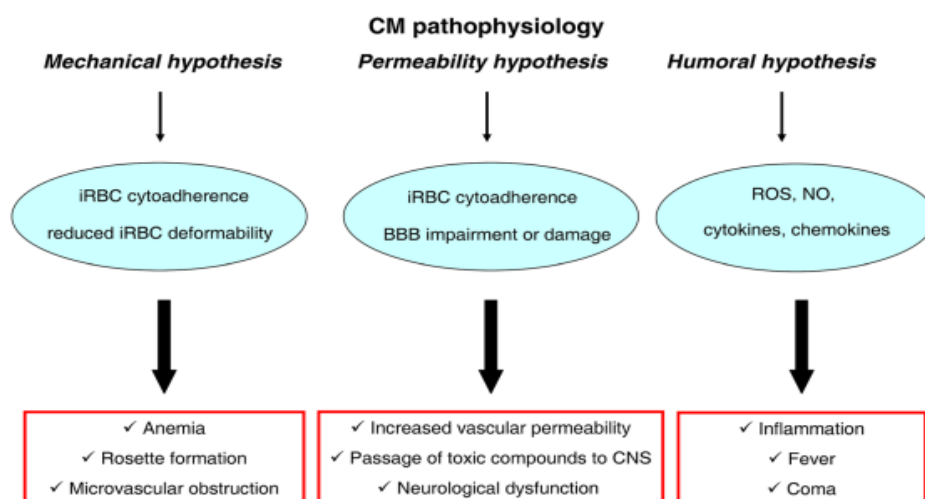 CM pathophysiology
Mechanical hypothesis
Permeability hypothesis
Humoral hypothesis
iRBC cytoadherence
reduced iRBC deformability
iRBC cytoadherence
BBB impairment or damage
ROS, NO,
cytokines, chemokines
✓ Anemia
✓ Rosette formation
✓ Microvascular obstruction
✓ Increased vascular permeability
✓ Passage of toxic compounds to CNS
✓ Neurological dysfunction
✓ Inflammation
✓ Fever
✓ Coma